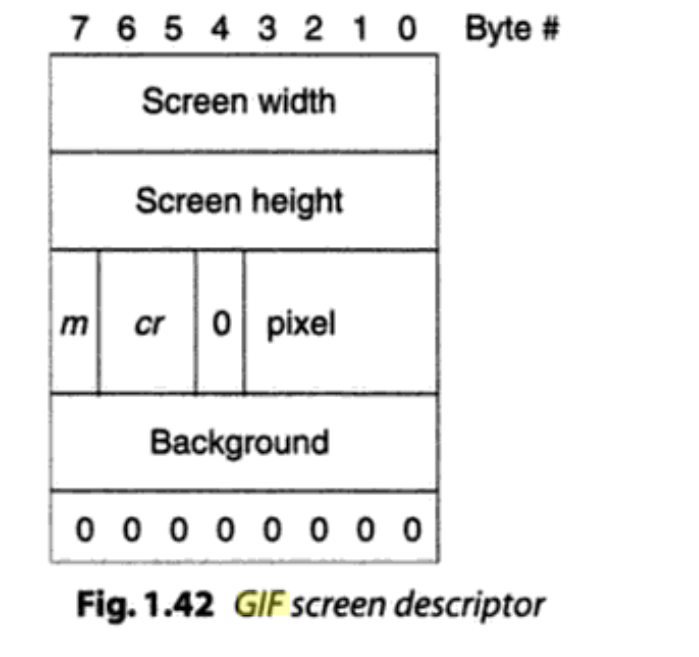 7 6 5 4 3 2 1 0 Byte #
Screen width
Screen height
m cr 0 pixel
Background
0 0 0 0 0 0 0 0
Fig. 1.42 GIF screen descriptor